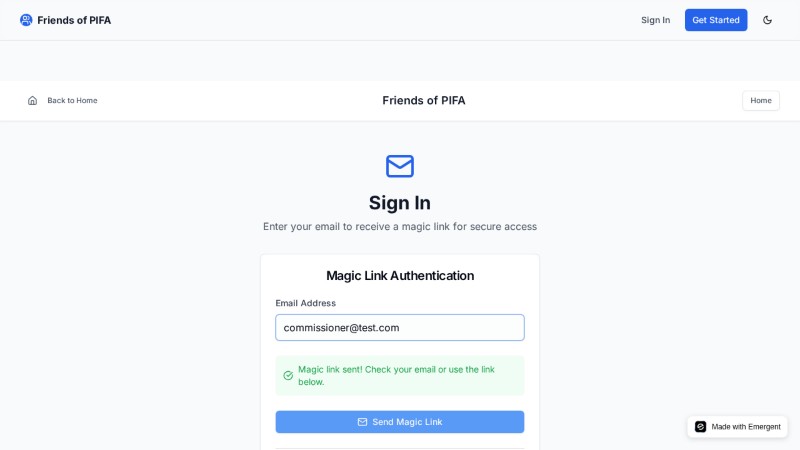 Friends of PIFA
Sign In
Get Started
Back to Home
Friends of PIFA
Home
Sign In
Enter your email to receive a magic link for secure access
Magic Link Authentication
Email Address
commissioner@test.com
Magic link sent! Check your email or use the link
below.
Send Magic Link
Made with Emergent